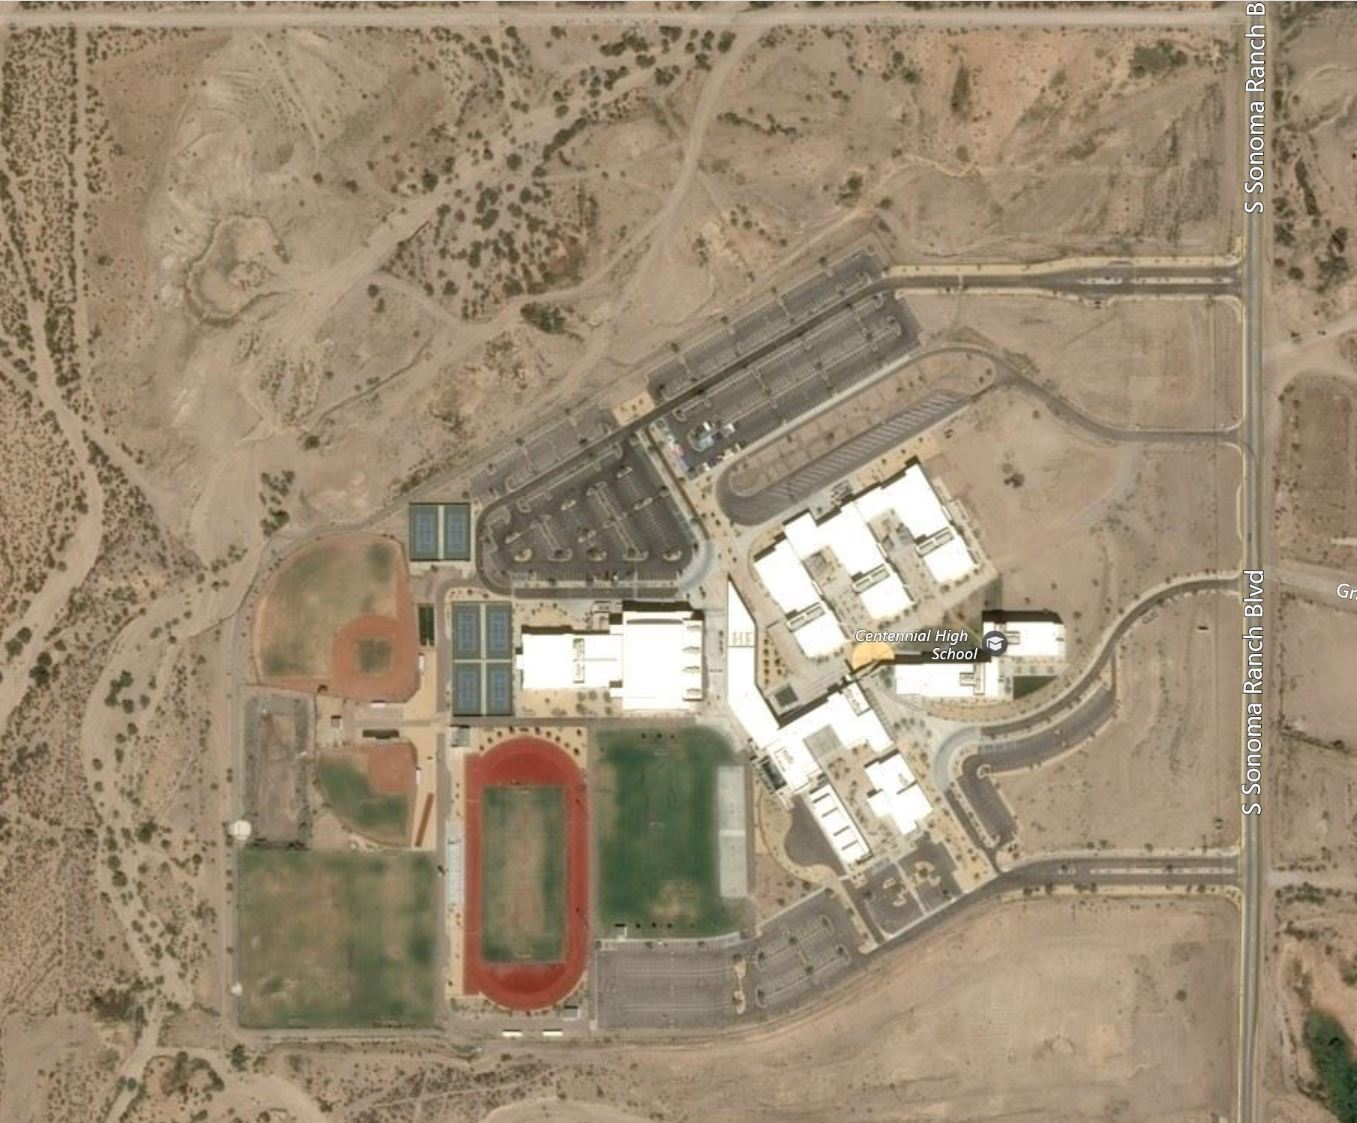 S Sonoma Ranch B
Centennial High
School
S Sonoma Ranch Blvd
Gr